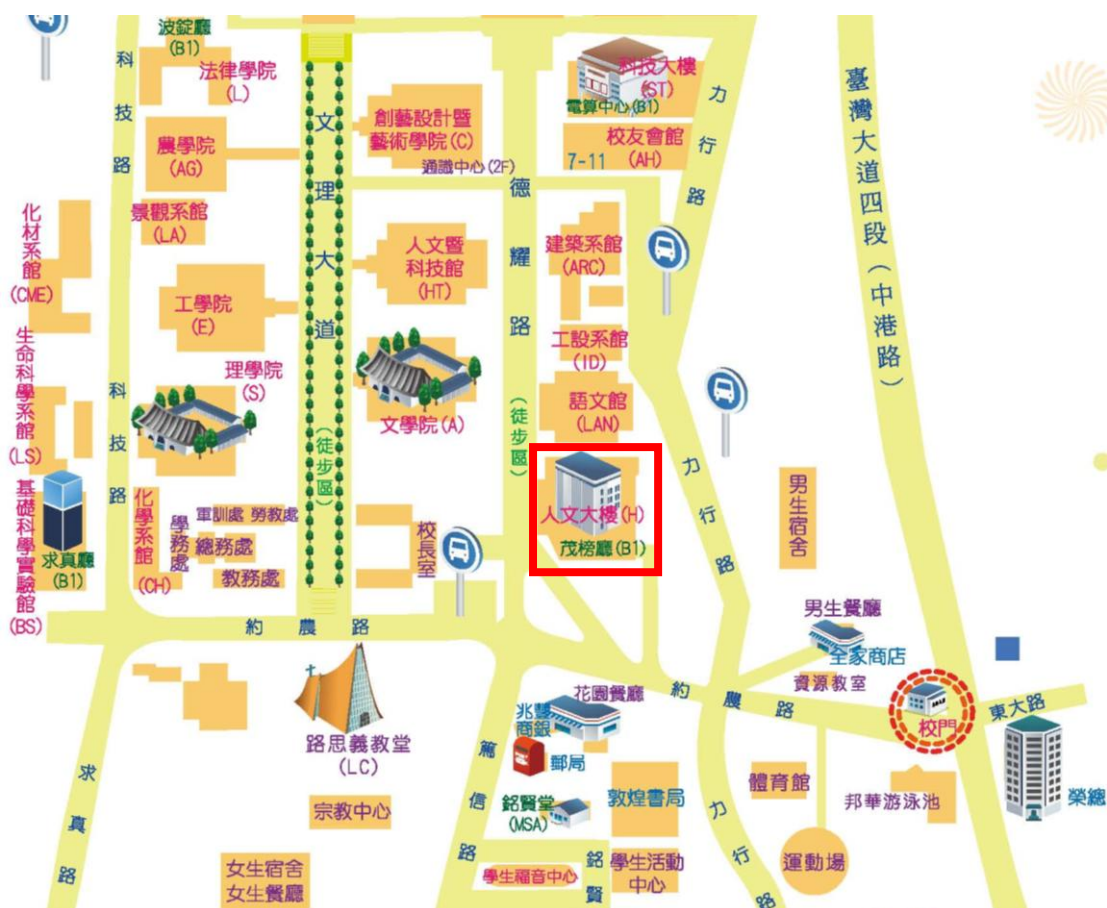 波錠廳
(B1)
法律學院
(L)
科技路
農學院
(AG)
景觀系館
(LA)
化材系館
(CME)
工學院
(E)
生命科學系館
(LS)
理學院
(S)
科技路
基礎科學實驗館
(BS)
求真廳
(B1)
化學系館
(CH)
軍訓處 勞教處
學務處
總務處
教務處
文理大道
(徒步區)
創藝設計暨
藝術學院(C)
通識中心(2F)
人文暨
科技館
(HT)
文學院(A)
校長室
德耀路
(徒步區)
科技大樓
(ST)
電算中心(B1)
校友會館
7-11
(AH)
力行路
建築系館
(ARC)
工設系館
(ID)
語文館
(LAN)
人文大樓(H)
茂榜廳(B1)
力行路
男生宿舍
臺灣大道四段(中港路)
男生餐廳
全家商店
資源教室
約農路
約農路
校門
東大路
榮總
路思義教堂
(LC)
宗教中心
女生宿舍
女生餐廳
求真路
篤信路
花園餐廳
兆豐
商銀
郵局
銘賢堂
(MSA)
敦煌書局
體育館
邦華游泳池
運動場
力行路
學生福音中心
銘賢
學生活動
中心